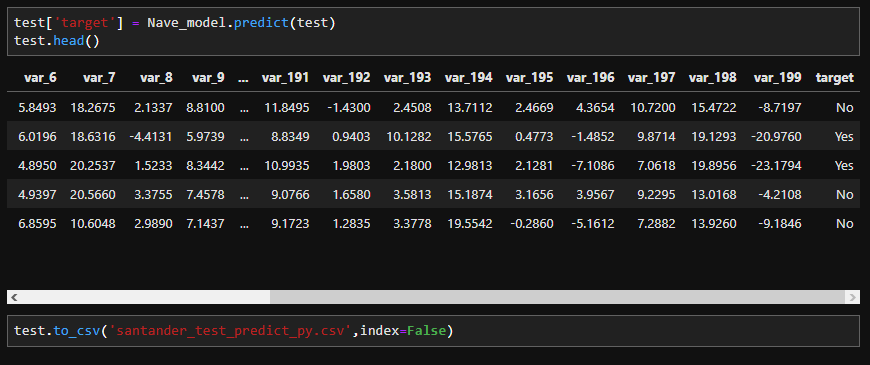 test['target'] = Nave_model.predict(test)
test.head()
var_6 var_7 var_8 var_9 ... var_191 var_192 var_193 var_194 var_195 var_196 var_197 var_198 var_199 target
5.8493 18.2675 2.1337 8.8100 ... 11.8495 -1.4300 2.4508 13.7112 2.4669 4.3654 10.7200 15.4722 -8.7197 No
6.0196 18.6316 -4.4131 5.9739 ... 8.8349 0.9403 10.1282 15.5765 0.4773 -1.4852 9.8714 19.1293 -20.9760 Yes
4.8950 20.2537 1.5233 8.3442 ... 10.9935 1.9803 2.1800 12.9813 2.1281 -7.1086 7.0618 19.8956 -23.1794 Yes
4.9397 20.5660 3.3755 7.4578 ... 9.0766 1.6580 3.5813 15.1874 3.1656 3.9567 9.2295 13.0168 -4.2108 No
6.8595 10.6048 2.9890 7.1437 ... 9.1723 1.2835 3.3778 19.5542 -0.2860 -5.1612 7.2882 13.9260 -9.1846 No
test.to_csv('santander_test_predict_py.csv',index=False)